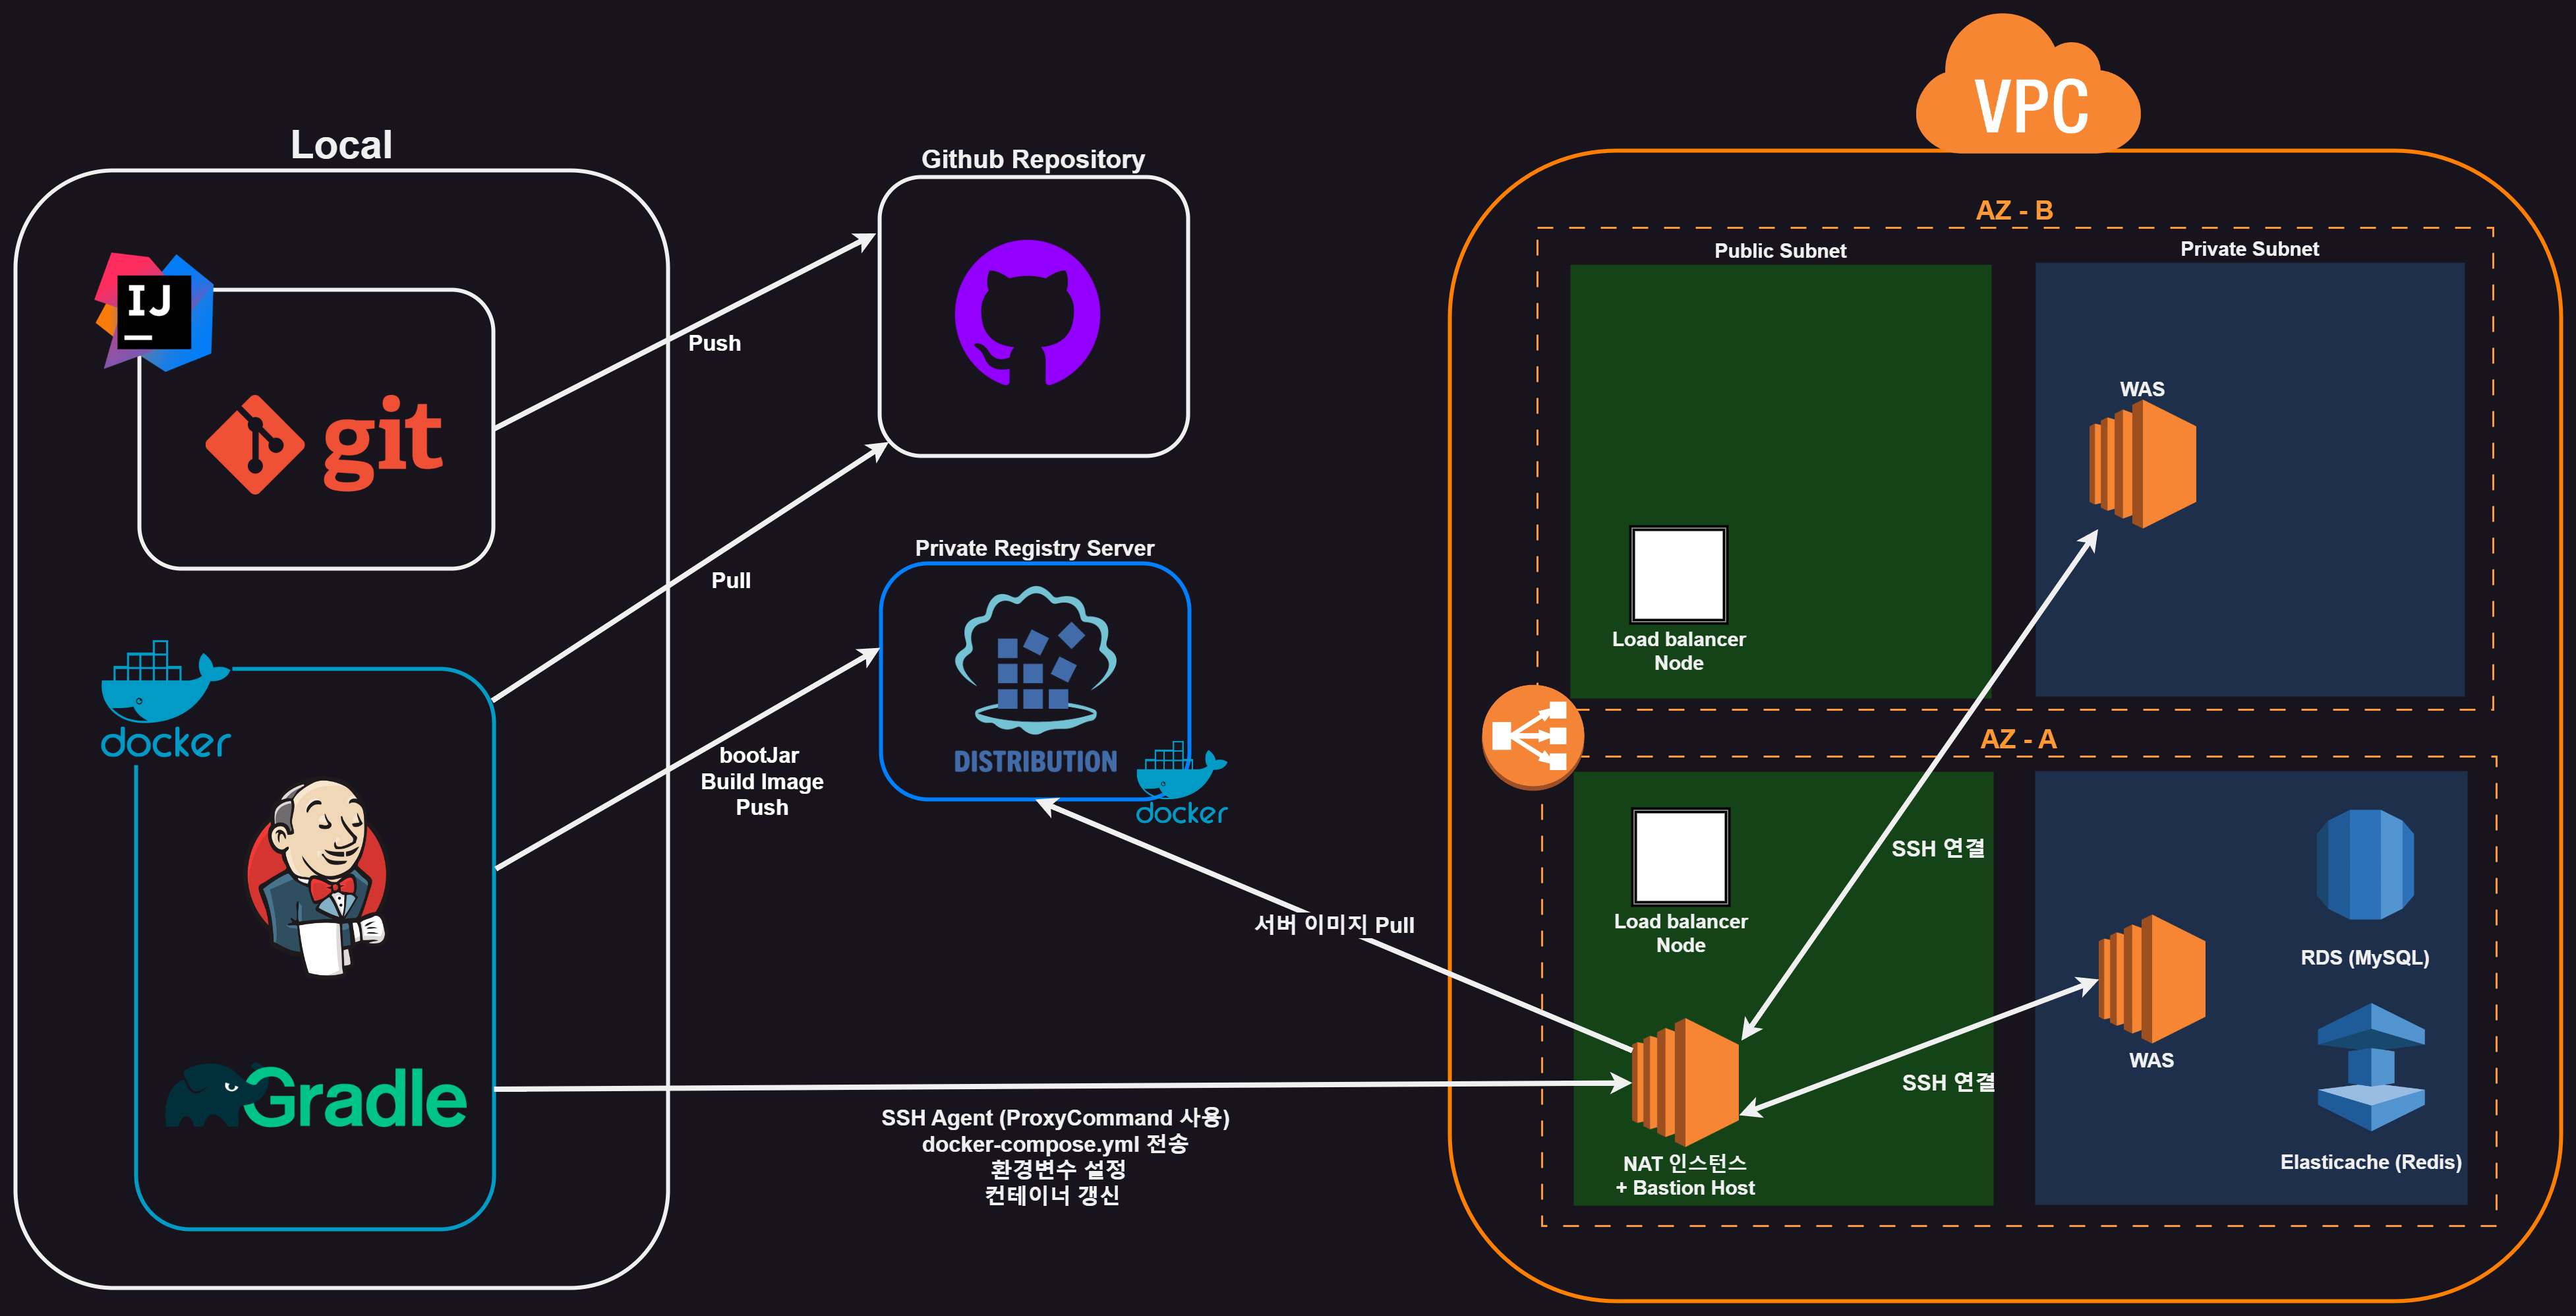 VPC
Local
Github Repository
AZ - B
Public Subnet
Private Subnet
IJ
Push
git
WAS
Private Registry Server
Pull
Load balancer
Node
docker
AZ - A
bootJar
Build Image
Push
DISTRIBUTION
docker
SSH 연결
서버 이미지 Pull
Load balancer
Node
RDS (MySQL)
WAS
SSH 연결
Gradle
SSH Agent (ProxyCommand 사용)
docker-compose.yml 전송
환경변수 설정
컨테이너 갱신
NAT 인스턴스
+ Bastion Host
Elasticache (Redis)